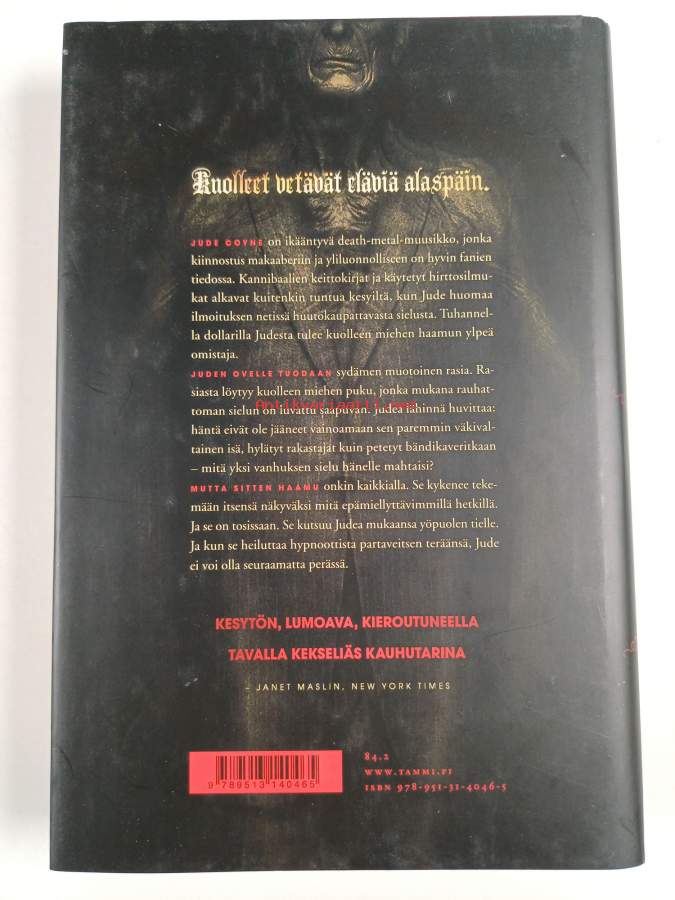 Kuolleet vetävät eläviä alaspäin.
JUDE COYNE on ikääntyvä death-metal-muusikko, jonka
kiinnostus makaaberiin ja yliluonnolliseen on hyvin fanien
tiedossa. Kannibaalien keittokirjat ja käytetyt hirttosilmu-
kat alkavat kuitenkin tuntua kesyiltä, kun Jude huomaa
ilmoituksen netissä huutokaupattavasta sielusta. Tuhannel-
la dollarilla Judesta tulee kuolleen miehen haamun ylpeä
omistaja.
JUDEN OVELLE TUODAAN sydämen muotoinen rasia. Ra-
siasta löytyy kuolleen miehen puku, jonka mukana rauhat-
toman sielun on luvattu saapuvan. Judea lähinnä huvittaa:
häntä eivät ole jääneet vainoamaan sen paremmin väkival-
tainen isä, hylätyt rakastajat kuin petetyt bändikaveritkaan
– mitä yksi vanhuksen sielu hänelle mahtaisi?
MUTTA SITTEN HAAMU onkin kaikkialla. Se kykenee teke-
mään itsensä näkyväksi mitä epämiellyttävimmillä hetkillä.
Ja se on tosissaan. Se kutsuu Judea mukaansa yöpuolen tielle.
Ja kun se heiluttaa hypnoottista partaveitsen teräänsä, Jude
ei voi olla seuraamatta perässä.
KESYTÖN, LUMOAVA, KIEROUTUNEELLA
TAVALLA KEKSELIÄS KAUHUTARINA
– JANET MASLIN, NEW YORK TIMES
84.2
WWW.TAMMI.FI
ISBN 978-951-31-4046-5
9 789513 140465